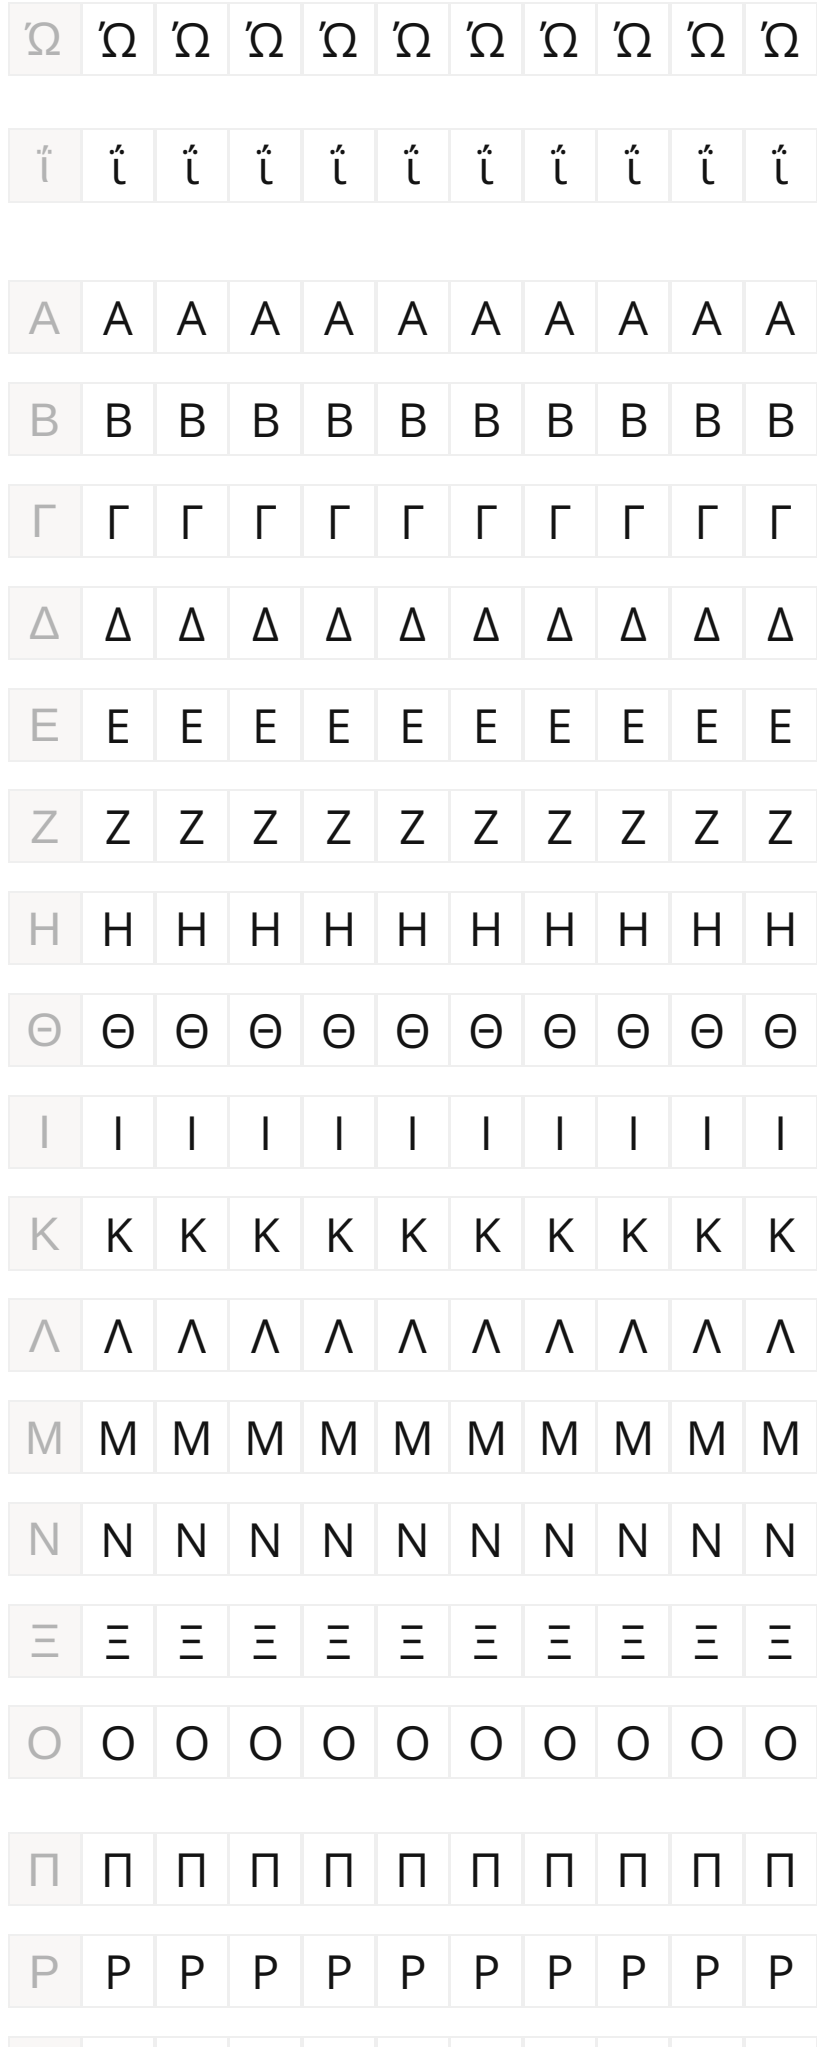 Ώ Ώ Ώ Ώ Ώ Ώ Ώ Ώ Ώ Ώ Ώ
ΐ ΐ ΐ ΐ ΐ ΐ ΐ ΐ ΐ ΐ ΐ
Α Α Α Α Α Α Α Α Α Α Α
Β Β Β Β Β Β Β Β Β Β Β
Γ Γ Γ Γ Γ Γ Γ Γ Γ Γ Γ
Δ Δ Δ Δ Δ Δ Δ Δ Δ Δ Δ
Ε Ε Ε Ε Ε Ε Ε Ε Ε Ε Ε
Ζ Ζ Ζ Ζ Ζ Ζ Ζ Ζ Ζ Ζ Ζ
Η Η Η Η Η Η Η Η Η Η Η
Θ Θ Θ Θ Θ Θ Θ Θ Θ Θ Θ
Ι Ι Ι Ι Ι Ι Ι Ι Ι Ι Ι
Κ Κ Κ Κ Κ Κ Κ Κ Κ Κ Κ
Λ Λ Λ Λ Λ Λ Λ Λ Λ Λ Λ
Μ Μ Μ Μ Μ Μ Μ Μ Μ Μ Μ
Ν Ν Ν Ν Ν Ν Ν Ν Ν Ν Ν
Ξ Ξ Ξ Ξ Ξ Ξ Ξ Ξ Ξ Ξ Ξ
Ο Ο Ο Ο Ο Ο Ο Ο Ο Ο Ο
Π Π Π Π Π Π Π Π Π Π Π
Ρ Ρ Ρ Ρ Ρ Ρ Ρ Ρ Ρ Ρ Ρ